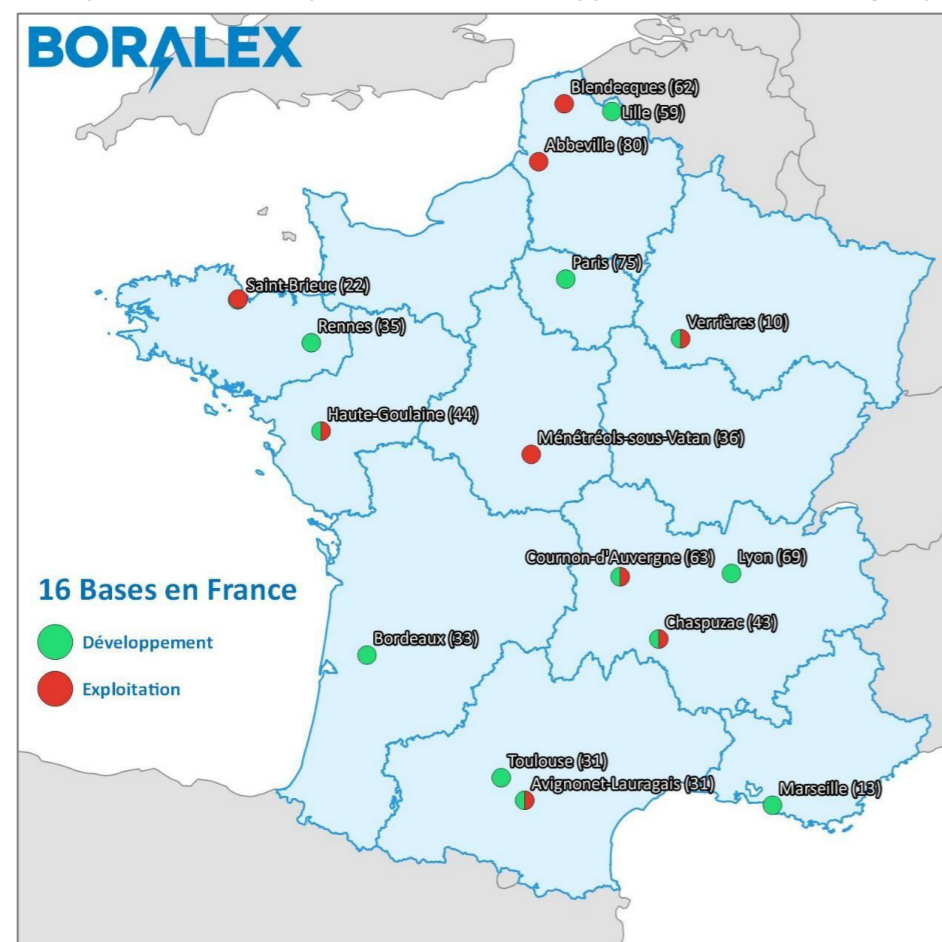 BORALEX
Blendecques (62)
Lille (59)
Abbeville (80)
Paris (75)
Saint-Brieuc (22)
Rennes (35)
Verrières (10)
Haute-Goulaine (44)
Ménétréols-sous-Vatan (36)
Cournon-d'Auvergne (63)
Lyon (69)
16 Bases en France
Chaspuzac (43)
Développement
Bordeaux (33)
Exploitation
Toulouse (31)
Avignonet-Lauragais (31)
Marseille (13)